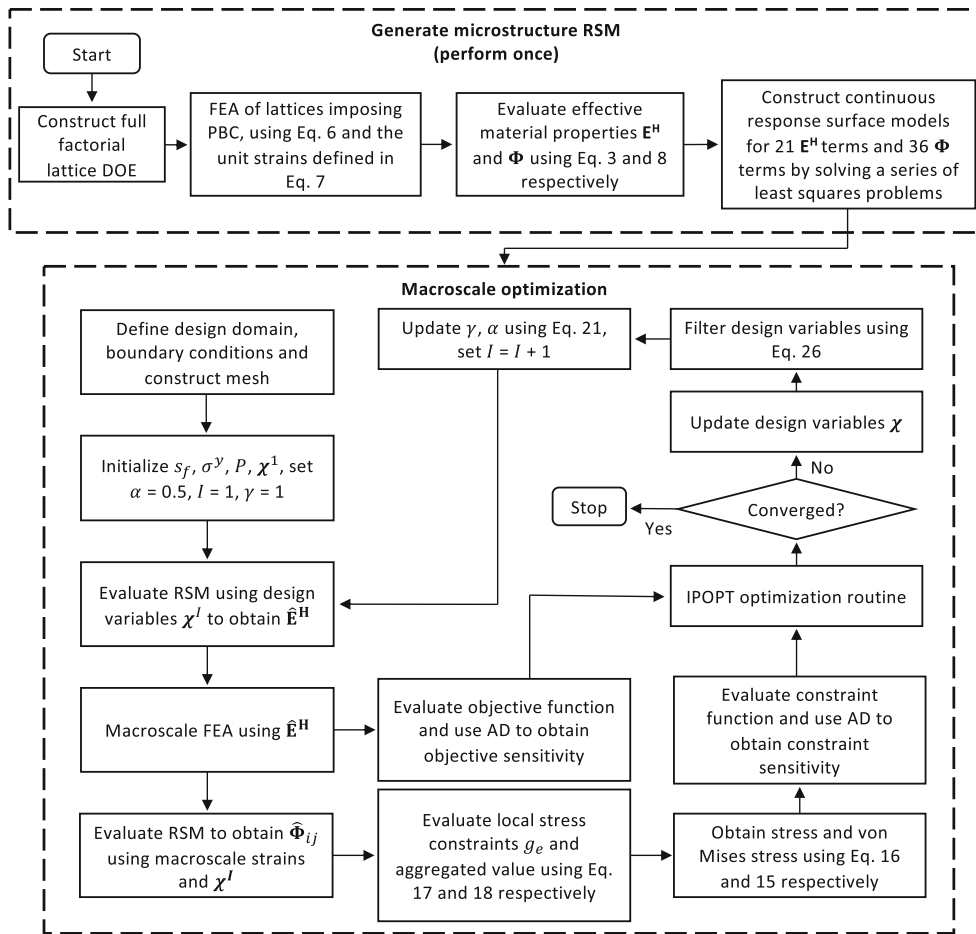 Generate microstructure RSM
(perform once)
Start
Construct full
factorial
lattice DOE
FEA of lattices imposing
PBC, using Eq. 6 and the
unit strains defined in
Eq. 7
Evaluate effective
material properties 𝐄ᴴ
and 𝚽 using Eq. 3 and 8
respectively
Construct continuous
response surface models
for 21 𝐄ᴴ terms and 36 𝚽
terms by solving a series of
least squares problems
Macroscale optimization
Define design domain,
boundary conditions and
construct mesh
Initialize s_f, σ^y, P, χ^1, set
α = 0.5, I = 1, γ = 1
Evaluate RSM using design
variables χ^I to obtain Ê^H
Macroscale FEA using Ê^H
Evaluate RSM to obtain Φ̂_ij
using macroscale strains
and χ^I
Evaluate objective function
and use AD to obtain
objective sensitivity
Evaluate local stress
constraints g_e and
aggregated value using Eq.
17 and 18 respectively
Obtain stress and von
Mises stress using Eq. 16
and 15 respectively
Evaluate constraint
function and use AD to
obtain constraint
sensitivity
IPOPT optimization routine
Converged?
Yes
Stop
No
Update design variables χ
Filter design variables using
Eq. 26
Update γ, α using Eq. 21,
set I = I + 1